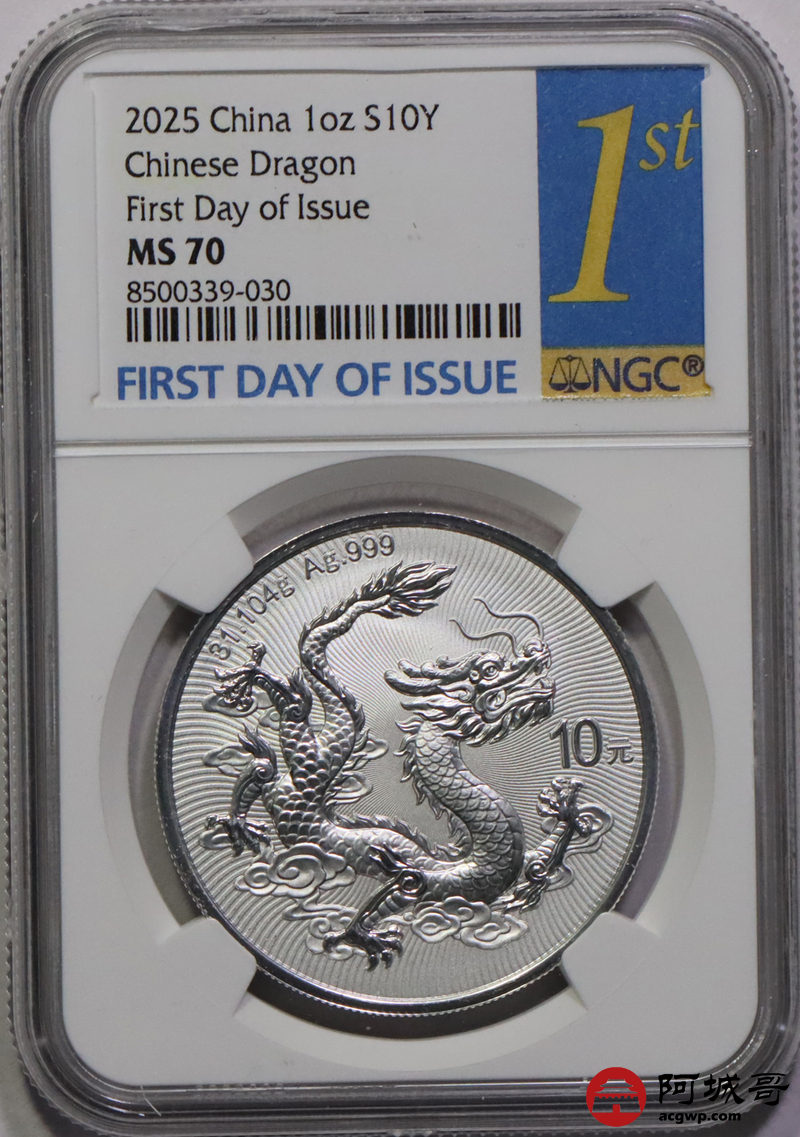 2025 China 1oz S10Y
Chinese Dragon
First Day of Issue
MS 70
8500339-030
FIRST DAY OF ISSUE
1st
NGC®
31.104g Ag.999
10元
阿城哥
acgwp.com